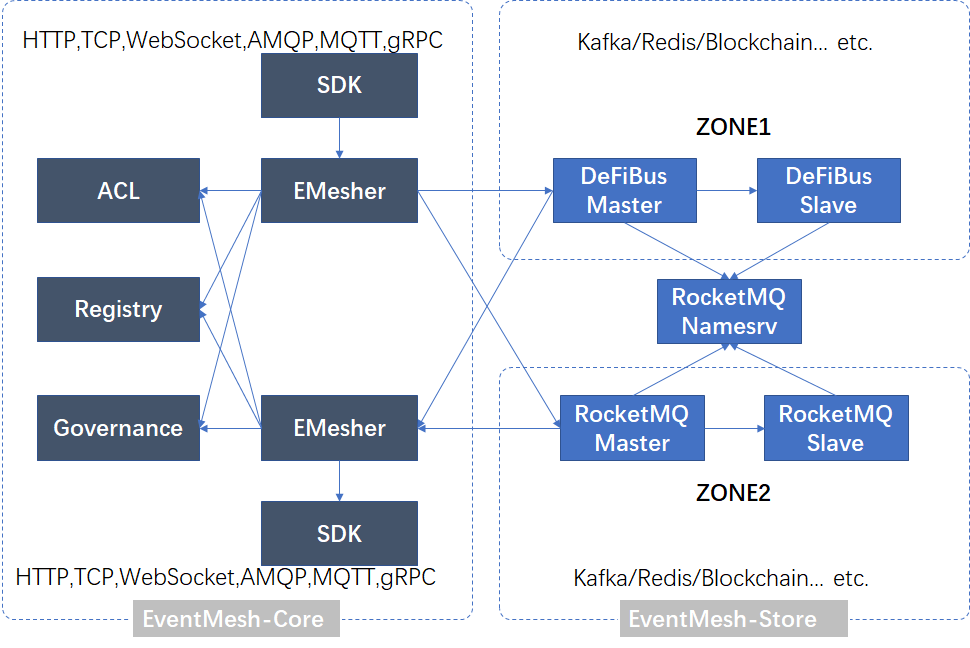 HTTP,TCP,WebSocket,AMQP,MQTT,gRPC
SDK
ACL
EMesher
Registry
Governance
EMesher
SDK
HTTP,TCP,WebSocket,AMQP,MQTT,gRPC
EventMesh-Core
Kafka/Redis/Blockchain... etc.
ZONE1
DeFiBus
Master
DeFiBus
Slave
RocketMQ
Namesrv
RocketMQ
Master
RocketMQ
Slave
ZONE2
Kafka/Redis/Blockchain... etc.
EventMesh-Store